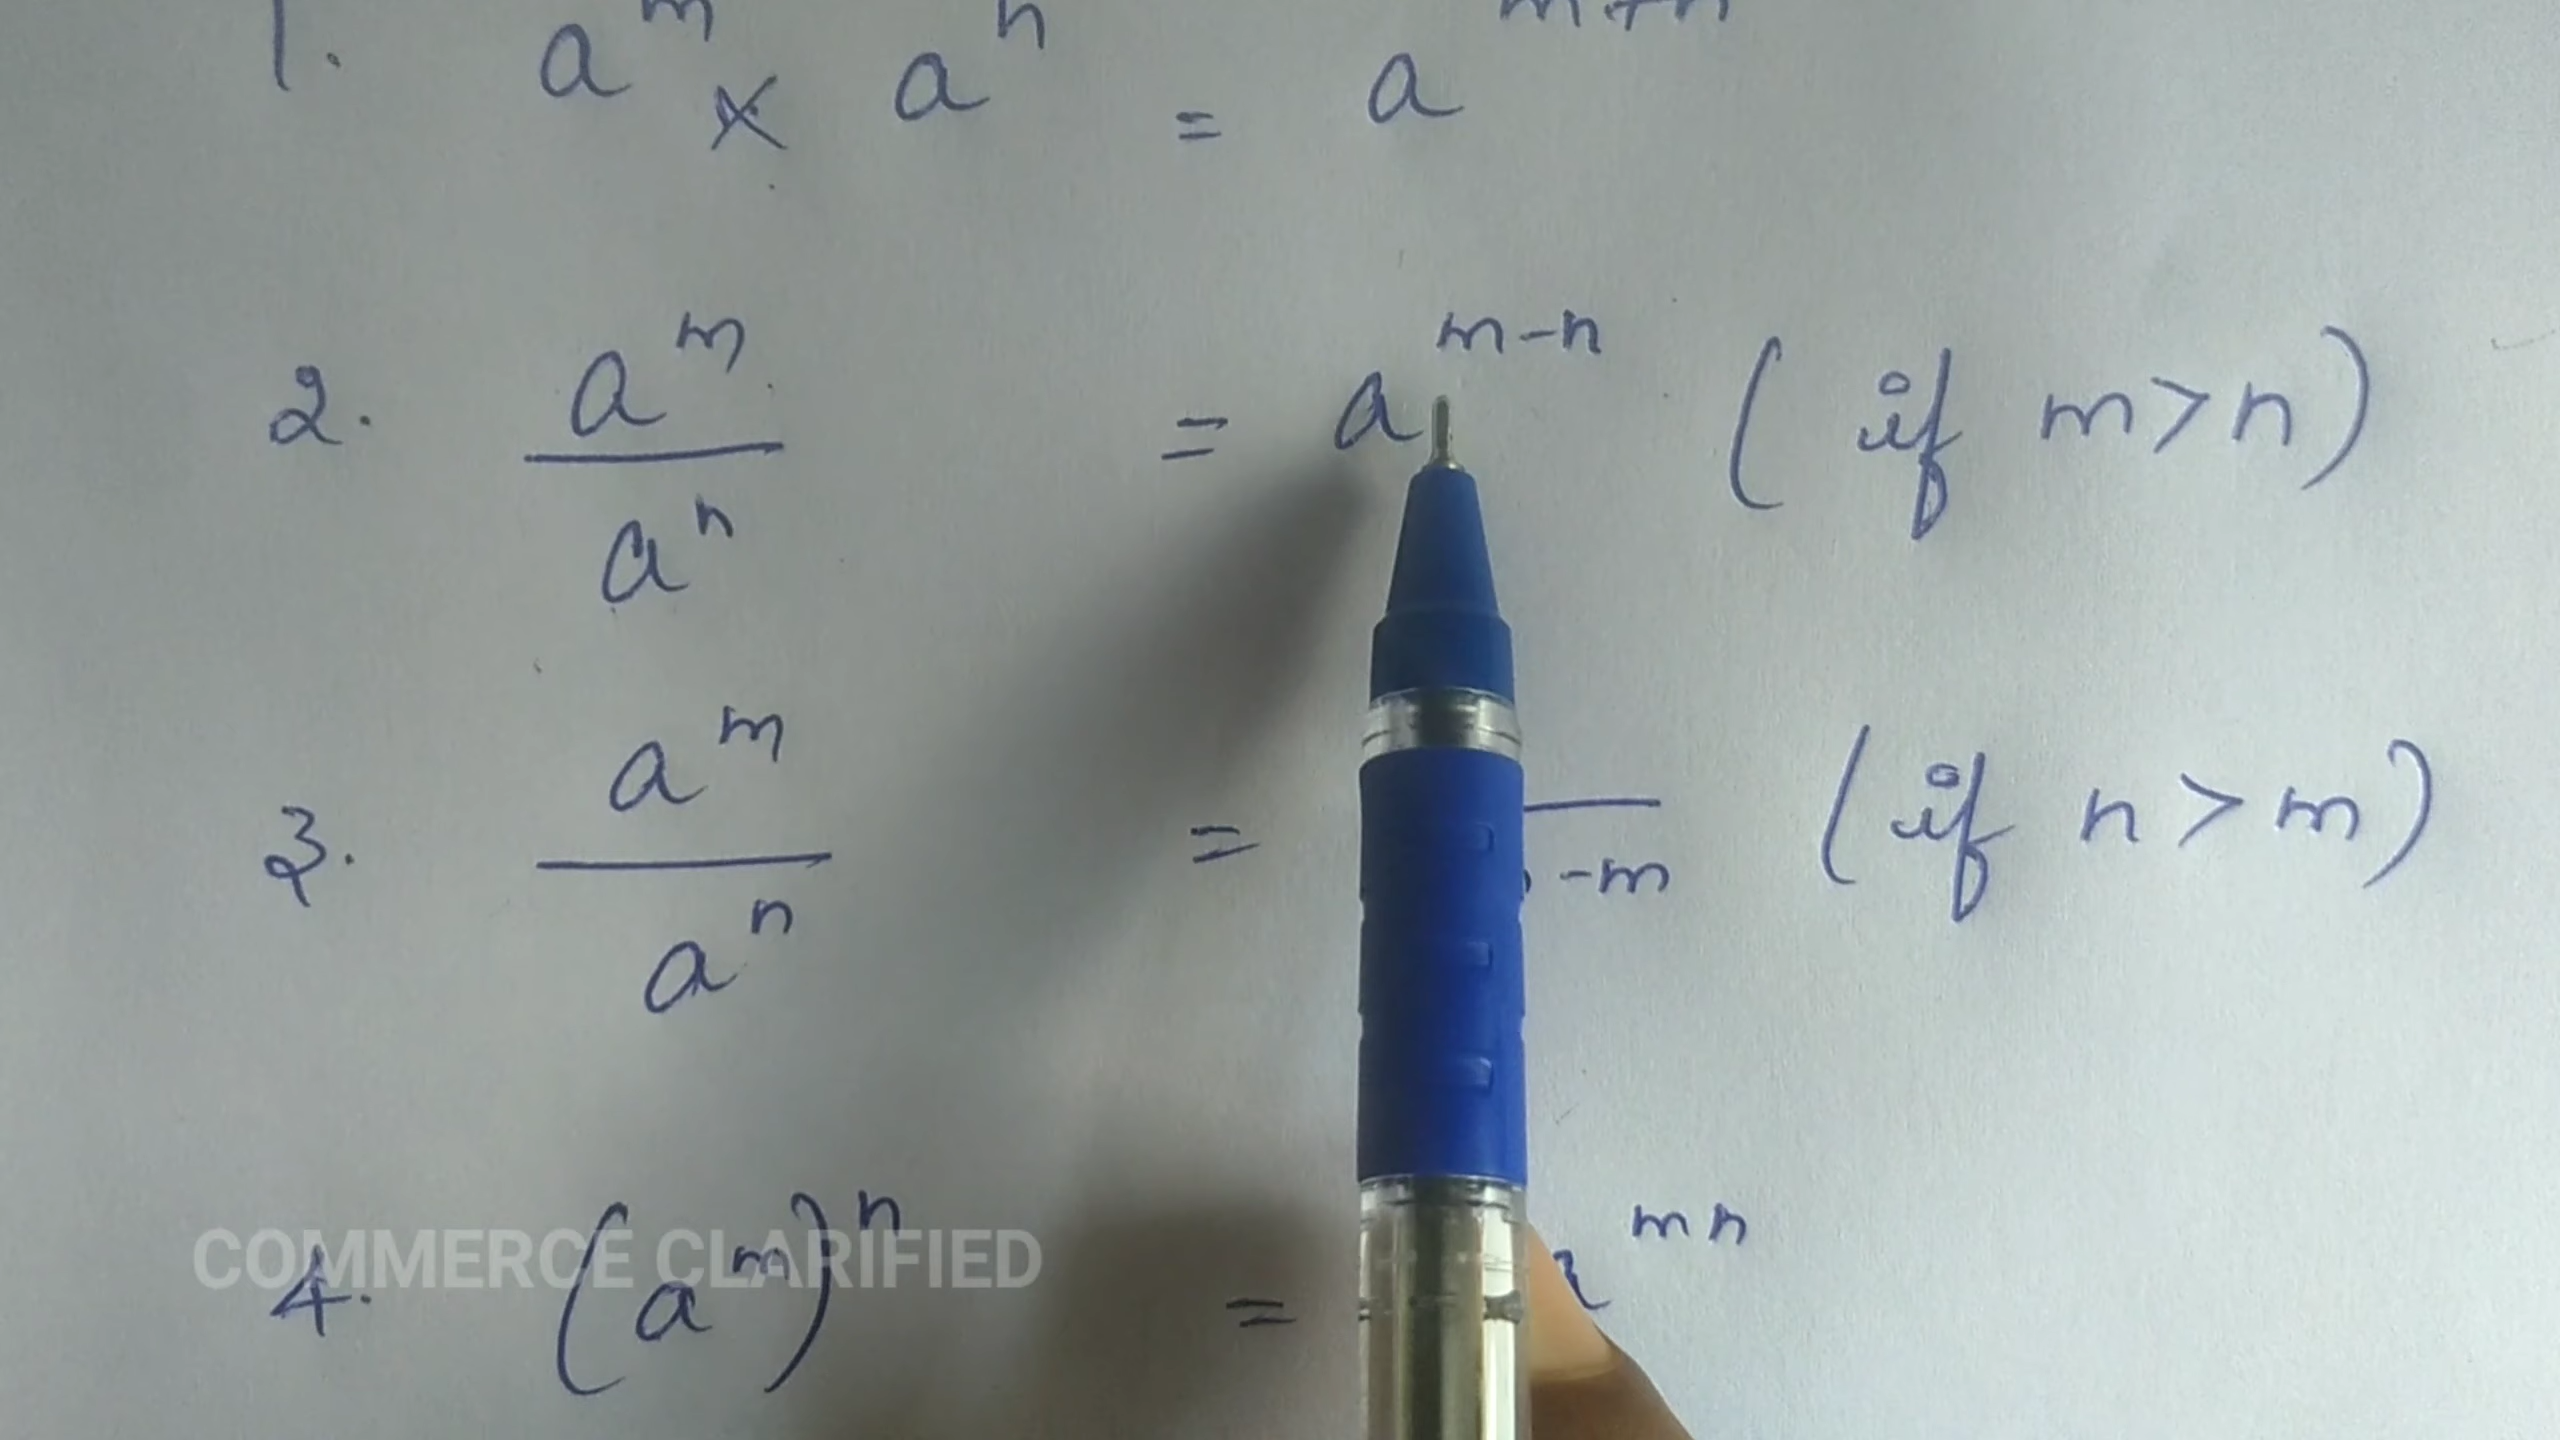 1. a^m × a^n = a^m+n
2. a^m / a^n = a^m-n (if m>n)
3. a^m / a^n = -m (if n>m)
4. (a^m)^n = a^mn
COMMERCE CLARIFIED